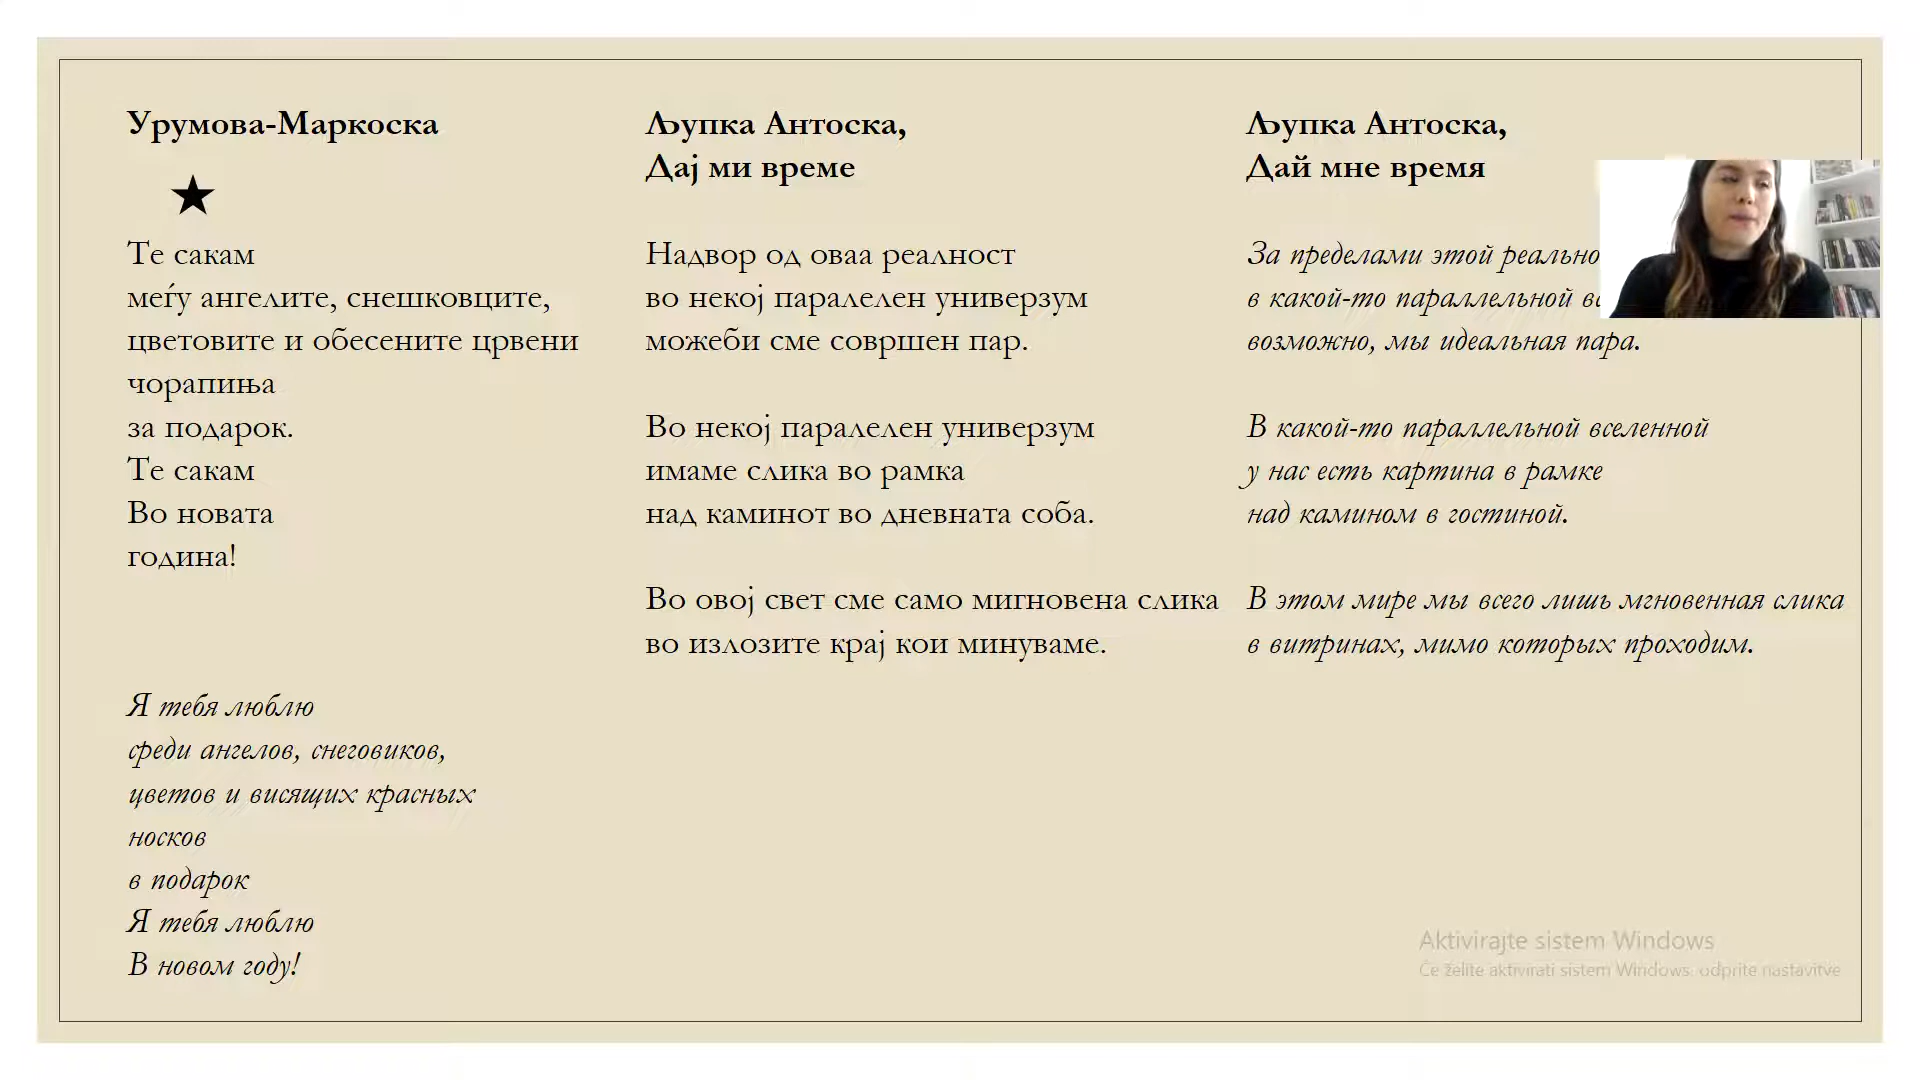 Урумова-Маркоска
★
Те сакам
меѓу ангелите, снешковците,
цветовите и обесените црвени
чорапиња
за подарок.
Те сакам
Во новата
година!
Я тебя люблю
среди ангелов, снеговиков,
цветов и висящих красных
носков
в подарок
Я тебя люблю
В новом году!
Љупка Антоска,
Дај ми време
Надвор од оваа реалност
во некој паралелен универзум
можеби сме совршен пар.
Во некој паралелен универзум
имаме слика во рамка
над каминот во дневната соба.
Во овој свет сме само мигновена слика
во излозите крај кои минуваме.
Љупка Антоска,
Дай мне время
За пределами этой
в какой-то параллельной
возможно, мы идеальная пара.
В какой-то параллельной вселенной
у нас есть картина в рамке
над камином в гостиной.
В этом мире мы всего лишь мгновенная слика
в витринах, мимо которых проходим.
Aktivirajte sistem Windows
Če želite aktivirati sistem Windows, odprite nastavitve